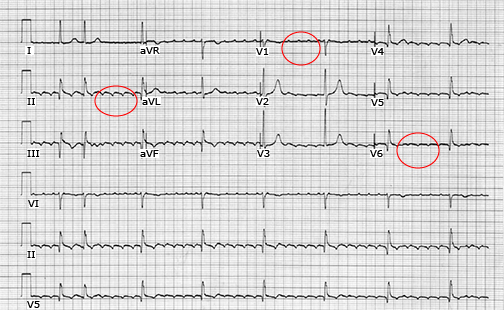 I aVR V1 V4
II aVL V2 V5
III aVF V3 V6
VI
II
V5